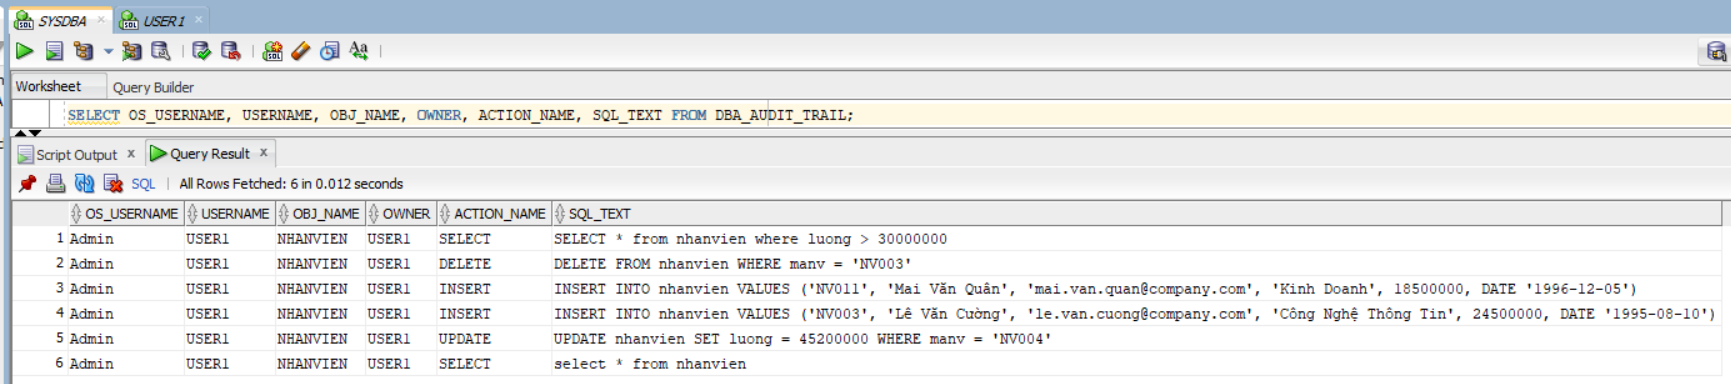 SYSDBA × USER1 ×
Aa
Worksheet Query Builder
SELECT OS_USERNAME, USERNAME, OBJ_NAME, OWNER, ACTION_NAME, SQL_TEXT FROM DBA_AUDIT_TRAIL;
Script Output × Query Result ×
SQL | All Rows Fetched: 6 in 0.012 seconds
OS_USERNAME USERNAME OBJ_NAME OWNER ACTION_NAME SQL_TEXT
1 Admin USER1 NHANVIEN USER1 SELECT SELECT * from nhanvien where luong > 30000000
2 Admin USER1 NHANVIEN USER1 DELETE DELETE FROM nhanvien WHERE manv = 'NV003'
3 Admin USER1 NHANVIEN USER1 INSERT INSERT INTO nhanvien VALUES ('NV011', 'Mai Văn Quân', 'mai.van.quan@company.com', 'Kinh Doanh', 18500000, DATE '1996-12-05')
4 Admin USER1 NHANVIEN USER1 INSERT INSERT INTO nhanvien VALUES ('NV003', 'Lê Văn Cường', 'le.van.cuong@company.com', 'Công Nghệ Thông Tin', 24500000, DATE '1995-08-10')
5 Admin USER1 NHANVIEN USER1 UPDATE UPDATE nhanvien SET luong = 45200000 WHERE manv = 'NV004'
6 Admin USER1 NHANVIEN USER1 SELECT select * from nhanvien